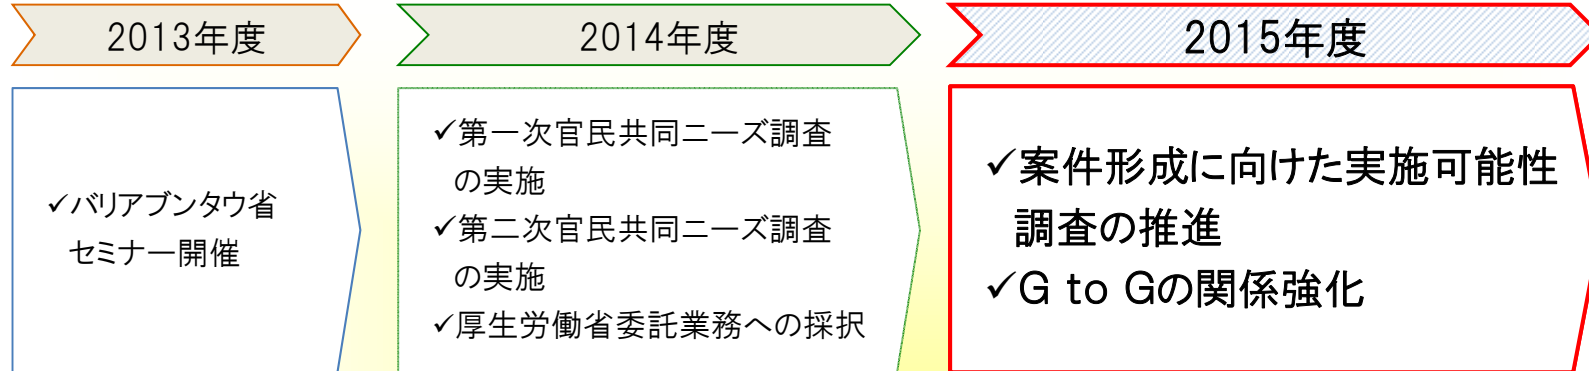 2013年度
2014年度
2015年度
✓バリアブンタウ省
セミナー開催
✓第一次官民共同ニーズ調査
の実施
✓第二次官民共同ニーズ調査
の実施
✓厚生労働省委託業務への採択
✓案件形成に向けた実施可能性
調査の推進
✓G to Gの関係強化